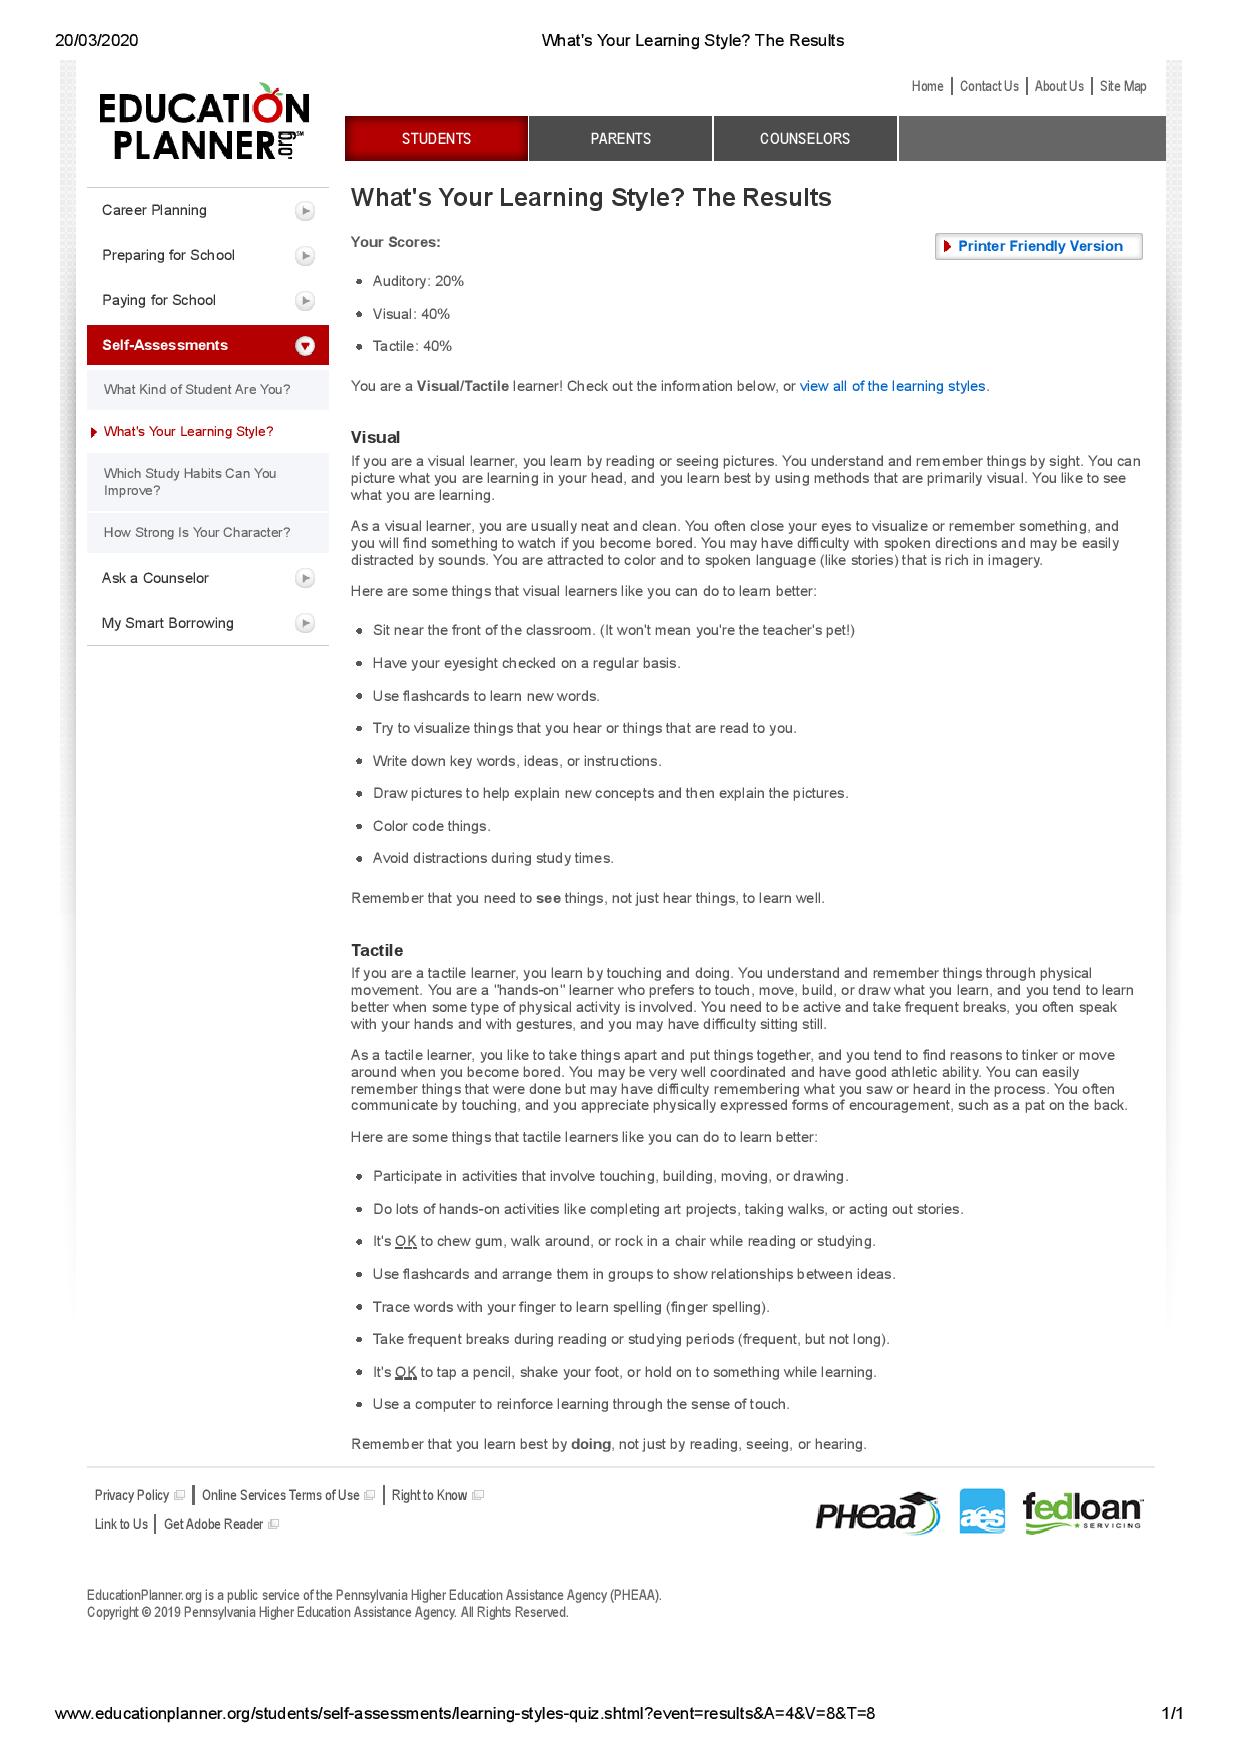 20/03/2020 What's Your Learning Style? The Results
Home Contact Us About Us Site Map
EDUCATION
PLANNER.org℠
STUDENTS PARENTS COUNSELORS
Career Planning
Preparing for School
Paying for School
Self-Assessments
What Kind of Student Are You?
What's Your Learning Style?
Which Study Habits Can You
Improve?
How Strong Is Your Character?
Ask a Counselor
My Smart Borrowing
What's Your Learning Style? The Results
Your Scores:
Printer Friendly Version
• Auditory: 20%
• Visual: 40%
• Tactile: 40%
You are a Visual/Tactile learner! Check out the information below, or view all of the learning styles.
Visual
If you are a visual learner, you learn by reading or seeing pictures. You understand and remember things by sight. You can
picture what you are learning in your head, and you learn best by using methods that are primarily visual. You like to see
what you are learning.
As a visual learner, you are usually neat and clean. You often close your eyes to visualize or remember something, and
you will find something to watch if you become bored. You may have difficulty with spoken directions and may be easily
distracted by sounds. You are attracted to color and to spoken language (like stories) that is rich in imagery.
Here are some things that visual learners like you can do to learn better:
• Sit near the front of the classroom. (It won't mean you're the teacher's pet!)
• Have your eyesight checked on a regular basis.
• Use flashcards to learn new words.
• Try to visualize things that you hear or things that are read to you.
• Write down key words, ideas, or instructions.
• Draw pictures to help explain new concepts and then explain the pictures.
• Color code things.
• Avoid distractions during study times.
Remember that you need to see things, not just hear things, to learn well.
Tactile
If you are a tactile learner, you learn by touching and doing. You understand and remember things through physical
movement. You are a "hands-on" learner who prefers to touch, move, build, or draw what you learn, and you tend to learn
better when some type of physical activity is involved. You need to be active and take frequent breaks, you often speak
with your hands and with gestures, and you may have difficulty sitting still.
As a tactile learner, you like to take things apart and put things together, and you tend to find reasons to tinker or move
around when you become bored. You may be very well coordinated and have good athletic ability. You can easily
remember things that were done but may have difficulty remembering what you saw or heard in the process. You often
communicate by touching, and you appreciate physically expressed forms of encouragement, such as a pat on the back.
Here are some things that tactile learners like you can do to learn better:
• Participate in activities that involve touching, building, moving, or drawing.
• Do lots of hands-on activities like completing art projects, taking walks, or acting out stories.
• It's OK to chew gum, walk around, or rock in a chair while reading or studying.
• Use flashcards and arrange them in groups to show relationships between ideas.
• Trace words with your finger to learn spelling (finger spelling).
• Take frequent breaks during reading or studying periods (frequent, but not long).
• It's OK to tap a pencil, shake your foot, or hold on to something while learning.
• Use a computer to reinforce learning through the sense of touch.
Remember that you learn best by doing, not just by reading, seeing, or hearing.
Privacy Policy Online Services Terms of Use Right to Know
Link to Us Get Adobe Reader
PHEAA aes fedloan
SERVICING
EducationPlanner.org is a public service of the Pennsylvania Higher Education Assistance Agency (PHEAA).
Copyright © 2019 Pennsylvania Higher Education Assistance Agency. All Rights Reserved.
www.educationplanner.org/students/self-assessments/learning-styles-quiz.shtml?event=results&A=4&V=8&T=8 1/1